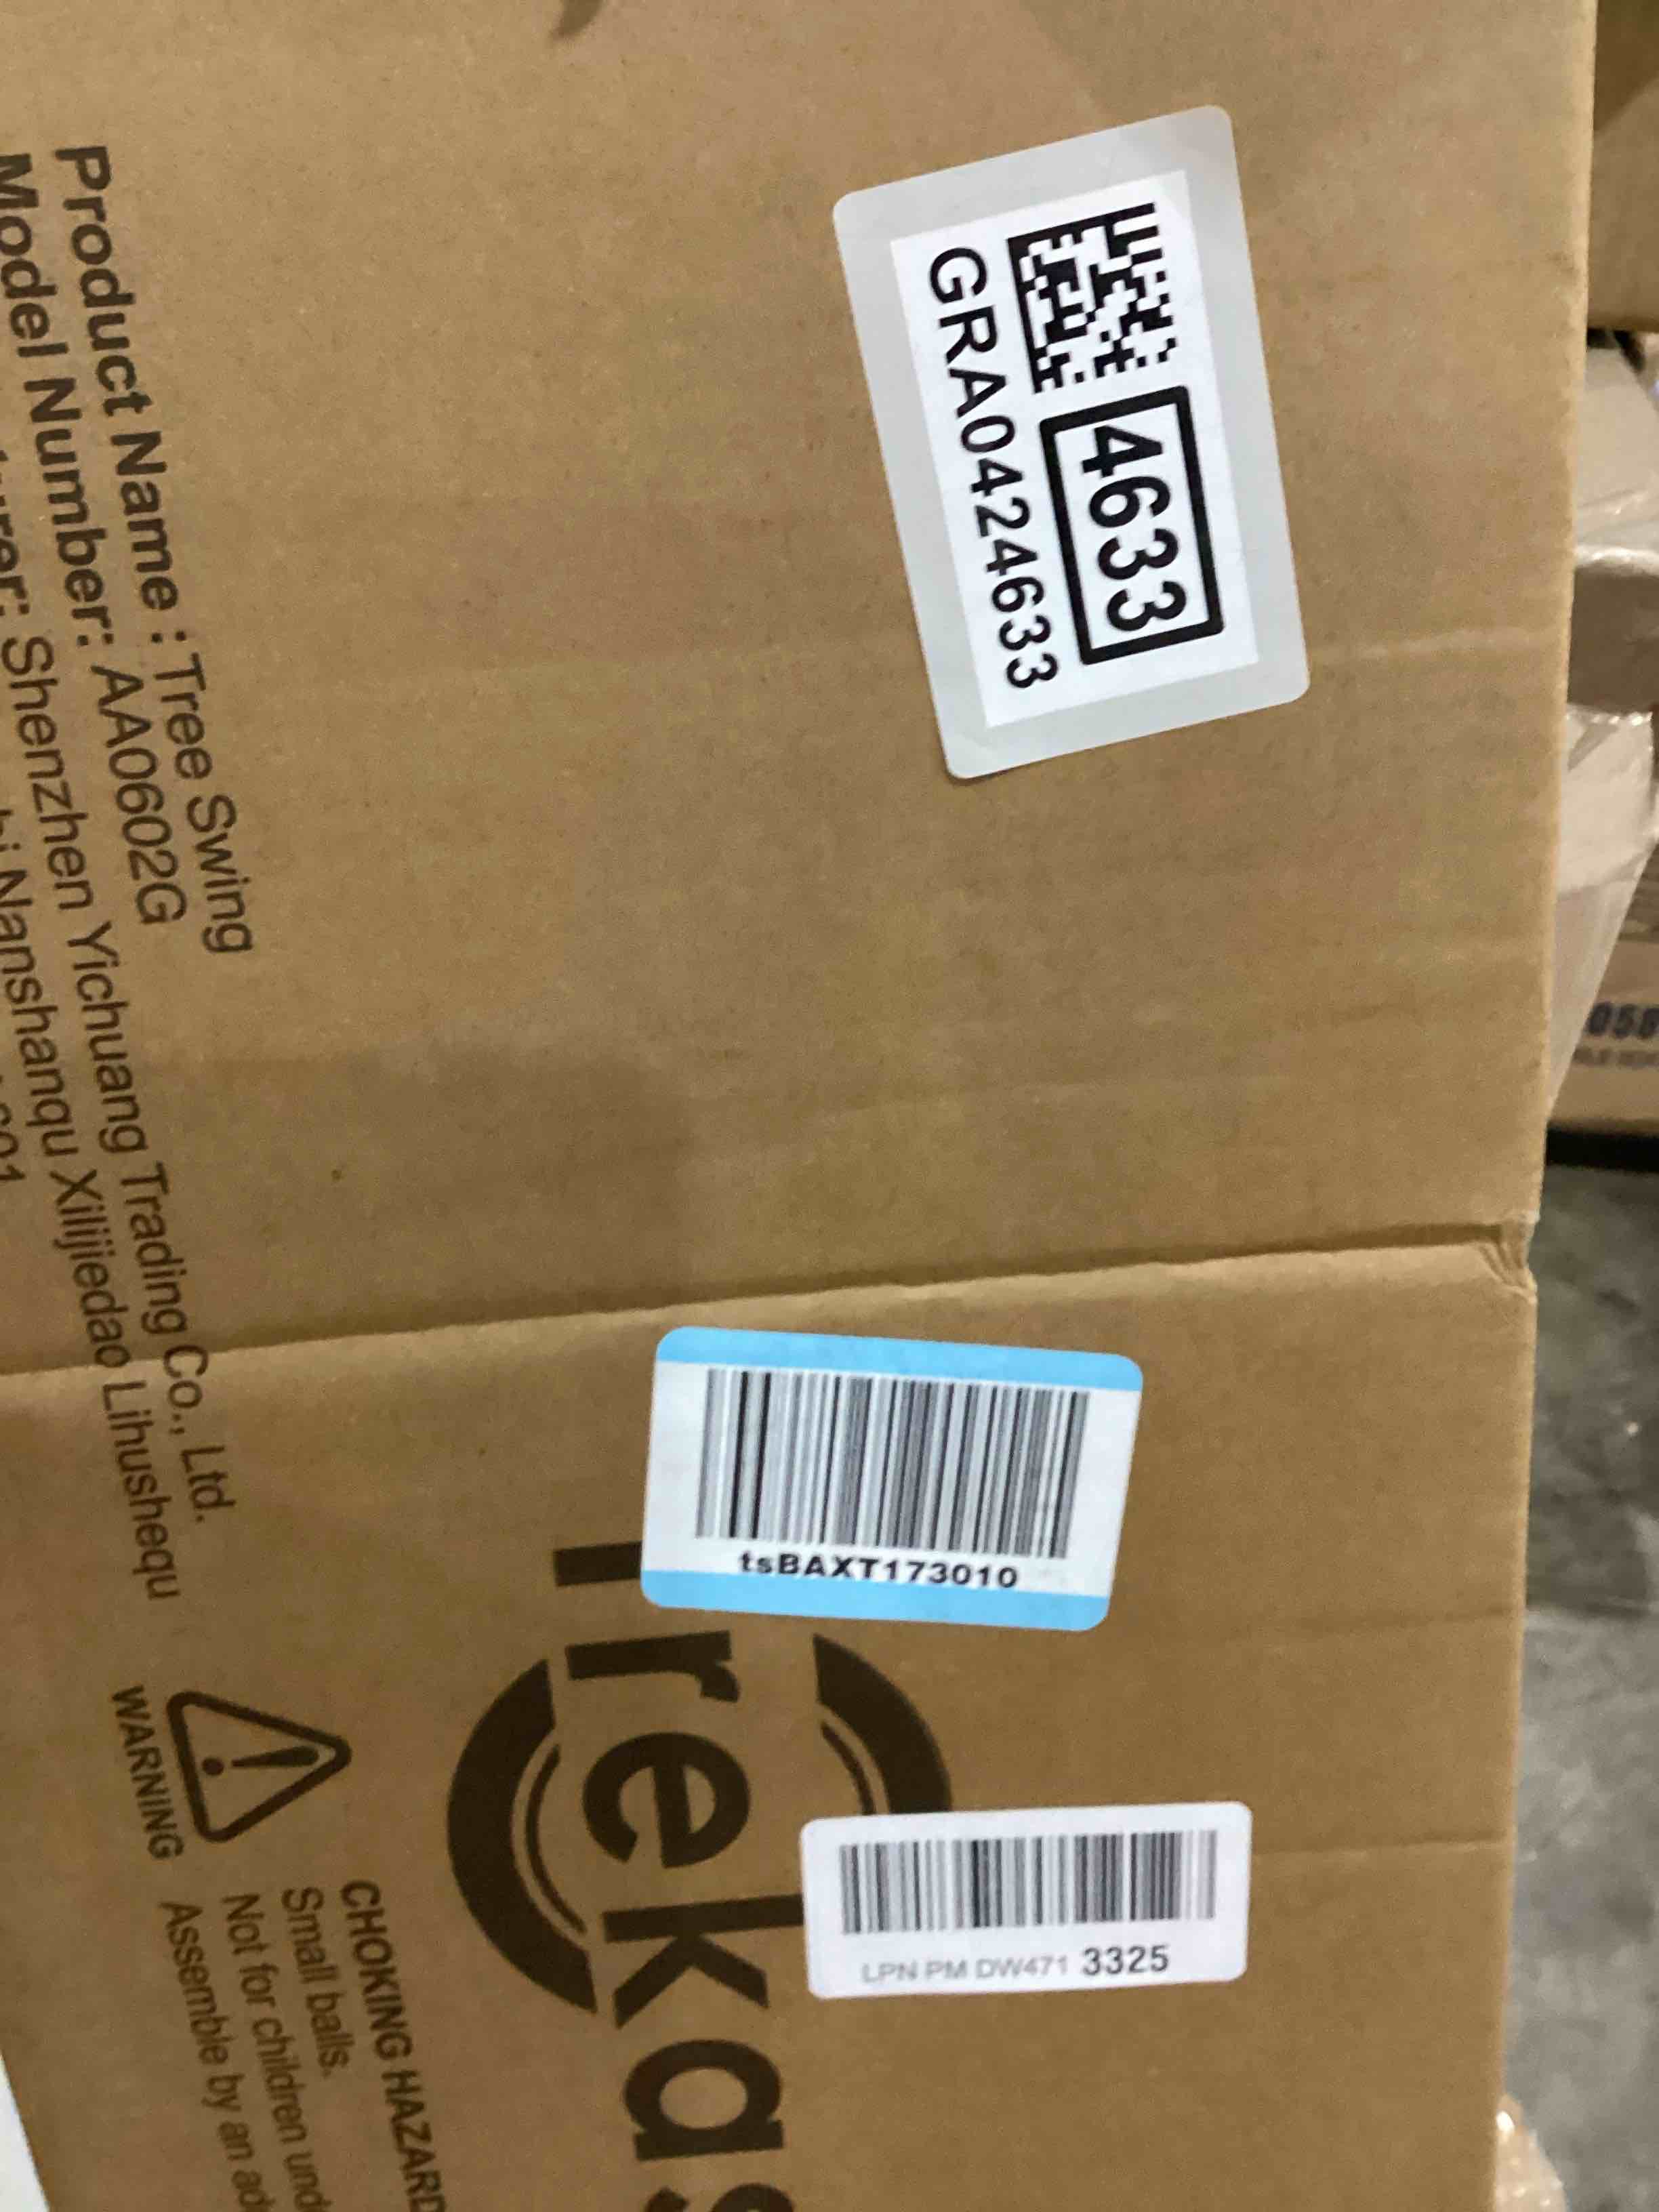 4633
GRA0424633
Product Name : Tree Swing
Model Number: AA0602G
Shenzhen Yichuang Trading Co., Ltd.
Nanshanqu Xilijiedao Lihushequ
tsBAXT173010
LPN PM DW471 3325
WARNING
CHOKING HAZARD
Small balls.
Not for children
Assemble by an
058